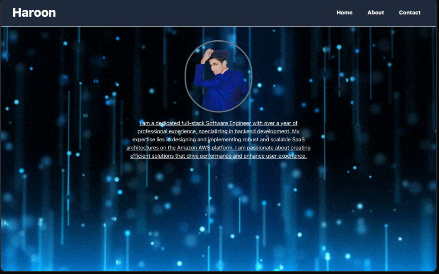 Haroon
Home About Contact
I am a dedicated full-stack Software Engineer with over a year of
professional experience, specializing in backend development. My
expertise lies in designing and implementing robust and scalable SaaS
architectures on the Amazon AWS platform. I am passionate about creating
efficient solutions that drive performance and enhance user experience.